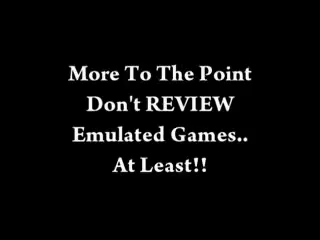 More To The Point
Don't REVIEW
Emulated Games..
At Least!!